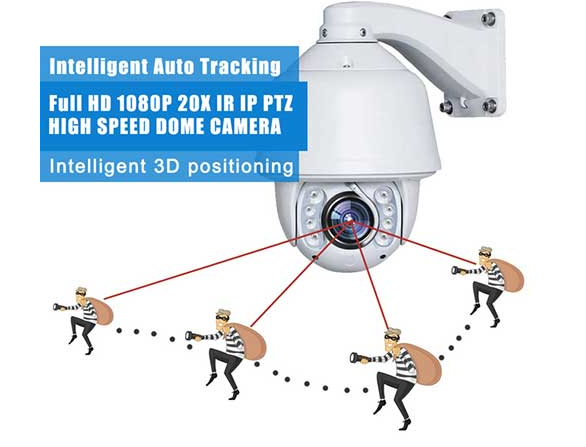 Intelligent Auto Tracking
Full HD 1080P 20X IR IP PTZ
HIGH SPEED DOME CAMERA
Intelligent 3D positioning